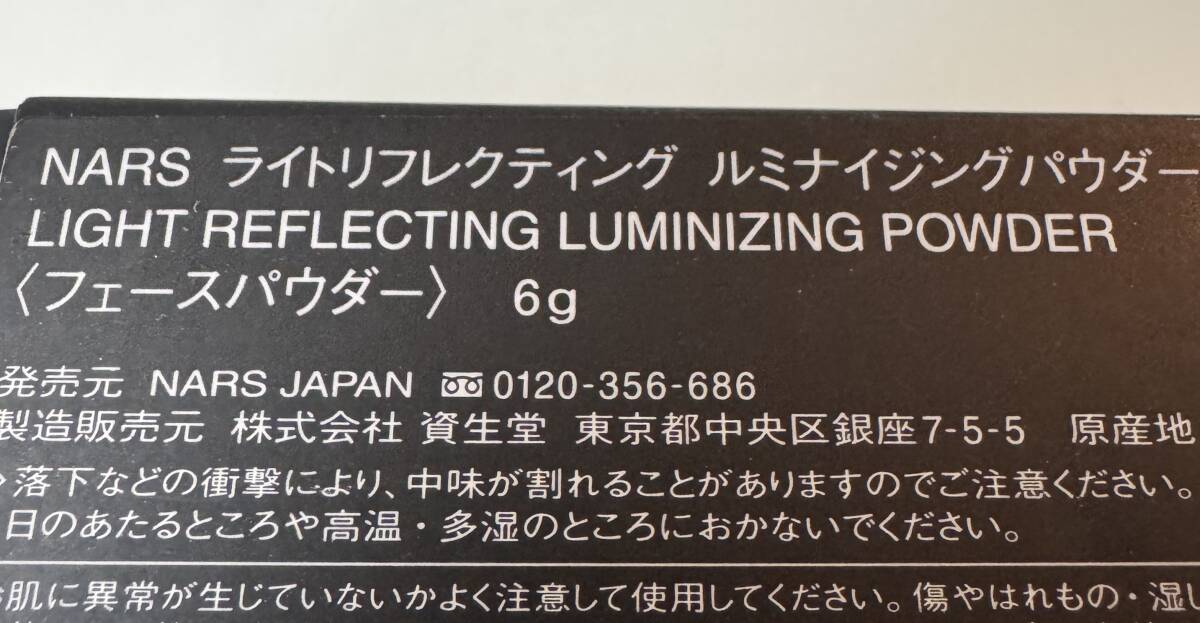 NARS ライトリフレクティング ルミナイジングパウダー
LIGHT REFLECTING LUMINIZING POWDER
〈フェースパウダー〉 6g
発売元 NARS JAPAN 0120-356-686
製造販売元 株式会社 資生堂 東京都中央区銀座7-5-5 原産地
落下などの衝撃により、中味が割れることがありますのでご注意ください。
日のあたるところや高温・多湿のところにおかないでください。
肌に異常が生じていないかよく注意して使用してください。傷やはれもの・湿し